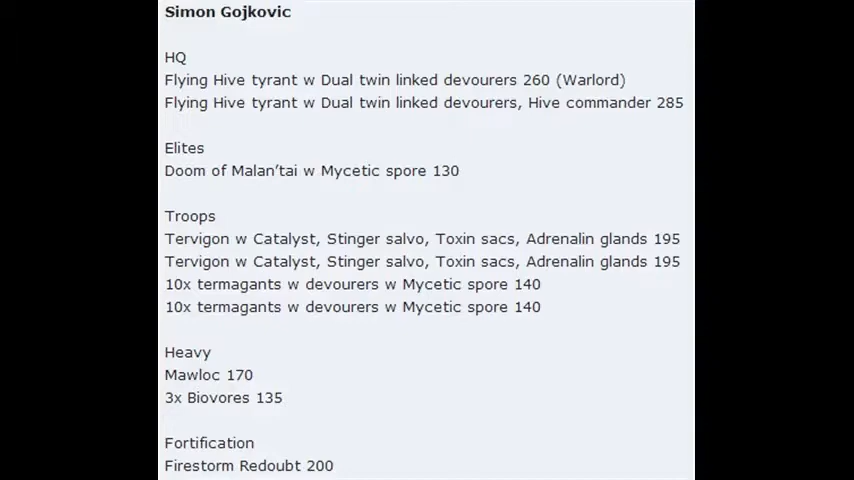 Simon Gojkovic
HQ
Flying Hive tyrant w Dual twin linked devourers 260 (Warlord)
Flying Hive tyrant w Dual twin linked devourers, Hive commander 285
Elites
Doom of Malan’tai w Mycetic spore 130
Troops
Tervigon w Catalyst, Stinger salvo, Toxin sacs, Adrenalin glands 195
Tervigon w Catalyst, Stinger salvo, Toxin sacs, Adrenalin glands 195
10x termagants w devourers w Mycetic spore 140
10x termagants w devourers w Mycetic spore 140
Heavy
Mawloc 170
3x Biovores 135
Fortification
Firestorm Redoubt 200